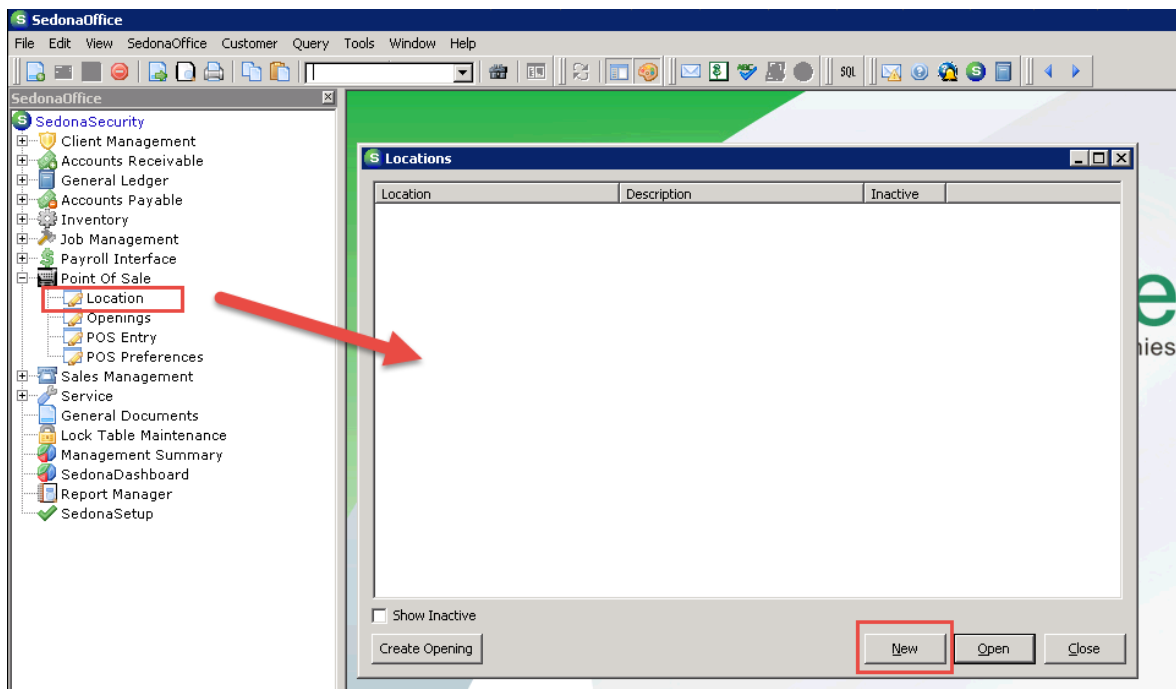 SedonaOffice
File Edit View SedonaOffice Customer Query Tools Window Help
SQL
SedonaOffice
SedonaSecurity
Client Management
Accounts Receivable
General Ledger
Accounts Payable
Inventory
Job Management
Payroll Interface
Point Of Sale
Location
Openings
POS Entry
POS Preferences
Sales Management
Service
General Documents
Lock Table Maintenance
Management Summary
SedonaDashboard
Report Manager
SedonaSetup
Locations
Location Description Inactive
Show Inactive
Create Opening New Open Close
e
nies